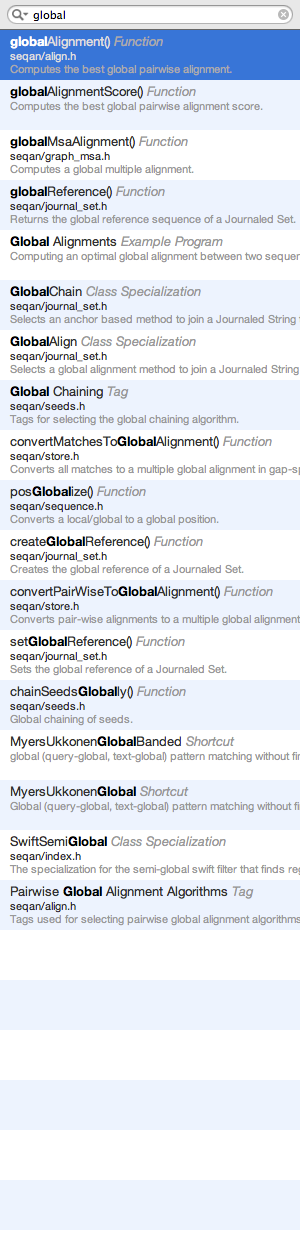 global
globalAlignment() Function
seqan/align.h
Computes the best global pairwise alignment.
globalAlignmentScore() Function
Computes the best global pairwise alignment score.
globalMsaAlignment() Function
seqan/graph_msa.h
Computes a global multiple alignment.
globalReference() Function
seqan/journal_set.h
Returns the global reference sequence of a Journaled Set.
Global Alignments Example Program
Computing an optimal global alignment between two sequen
GlobalChain Class Specialization
seqan/journal_set.h
Selects an anchor based method to join a Journaled String
GlobalAlign Class Specialization
seqan/journal_set.h
Selects a global alignment method to join a Journaled String
Global Chaining Tag
seqan/seeds.h
Tags for selecting the global chaining algorithm.
convertMatchesToGlobalAlignment() Function
seqan/store.h
Converts all matches to a multiple global alignment in gap-sp
posGlobalize() Function
seqan/sequence.h
Converts a local/global to a global position.
createGlobalReference() Function
seqan/journal_set.h
Creates the global reference of a Journaled Set.
convertPairWiseToGlobalAlignment() Function
seqan/store.h
Converts pair-wise alignments to a multiple global alignment
setGlobalReference() Function
seqan/journal_set.h
Sets the global reference of a Journaled Set.
chainSeedsGlobally() Function
seqan/seeds.h
Global chaining of seeds.
MyersUkkonenGlobalBanded Shortcut
global (query-global, text-global) pattern matching without fi
MyersUkkonenGlobal Shortcut
Global (query-global, text-global) pattern matching without fi
SwiftSemiGlobal Class Specialization
seqan/index.h
The specialization for the semi-global swift filter that finds re
Pairwise Global Alignment Algorithms Tag
seqan/align.h
Tags used for selecting pairwise global alignment algorithms